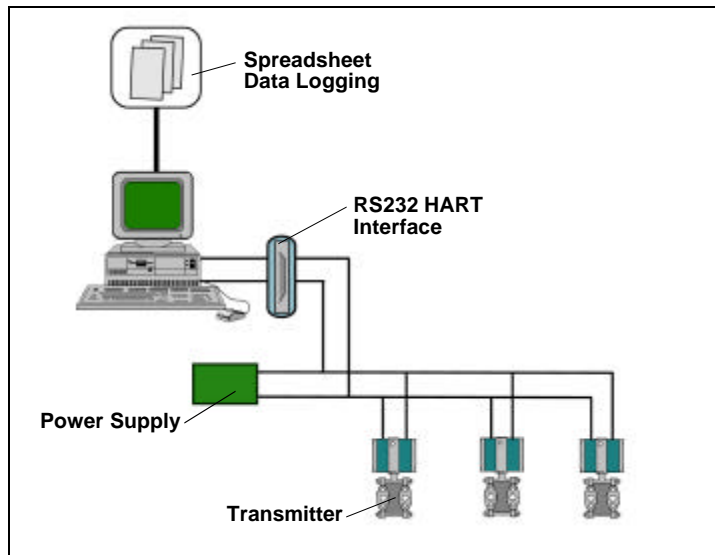 Spreadsheet
Data Logging
RS232 HART
Interface
Power Supply
Transmitter